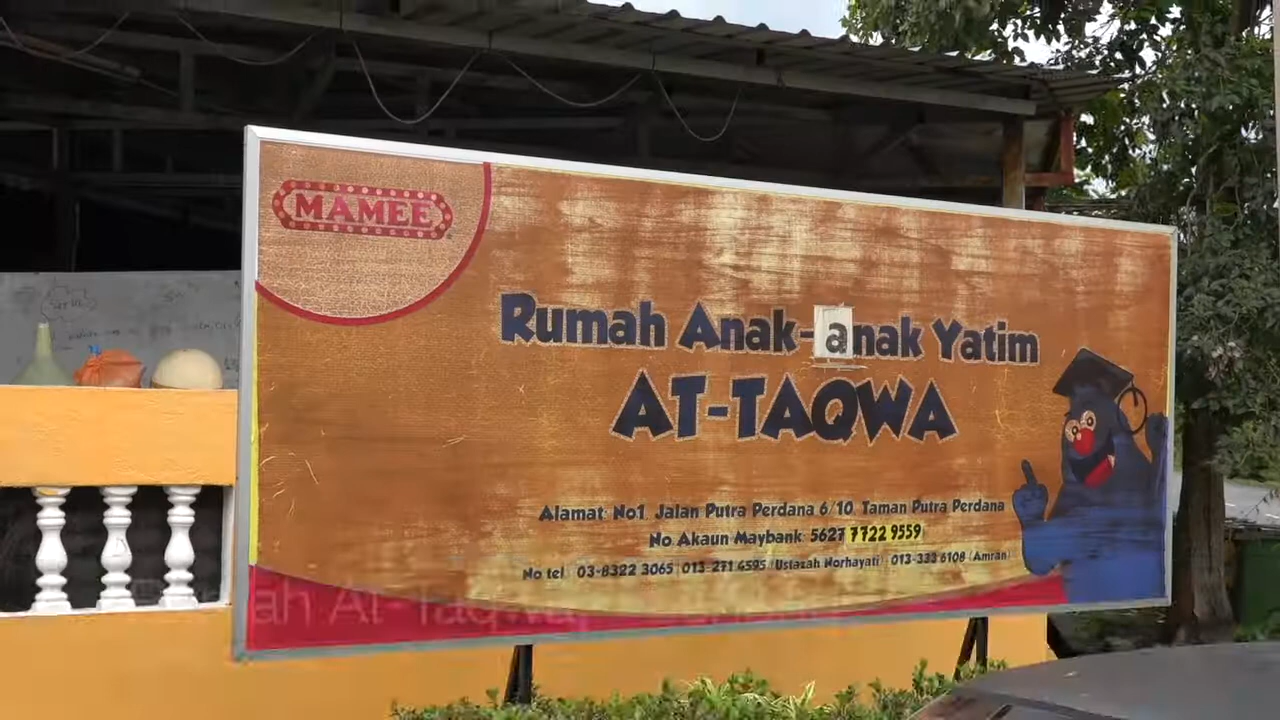 MAMEE
Rumah Anak-anak Yatim
AT-TAQWA
Alamat: No1, Jalan Putra Perdana 6/10, Taman Putra Perdana
No Akaun Maybank: 5627 7722 9559
No tel : 03-8322 3065 013-271 4595 (Ustazah Norhayati) 013-333 6108 (Amran)